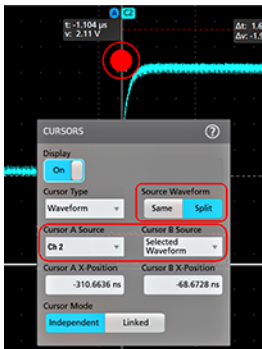 A C2
t: -1.104 µs
v: 2.11 V
Δt: 1.6
Δv: -1.9
CURSORS ?
Display
On
Cursor Type Source Waveform
Waveform Same Split
Cursor A Source Cursor B Source
Ch 2 Selected Waveform
Cursor A X-Position Cursor B X-Position
-310.6636 ns -68.6728 ns
Cursor Mode
Independent Linked